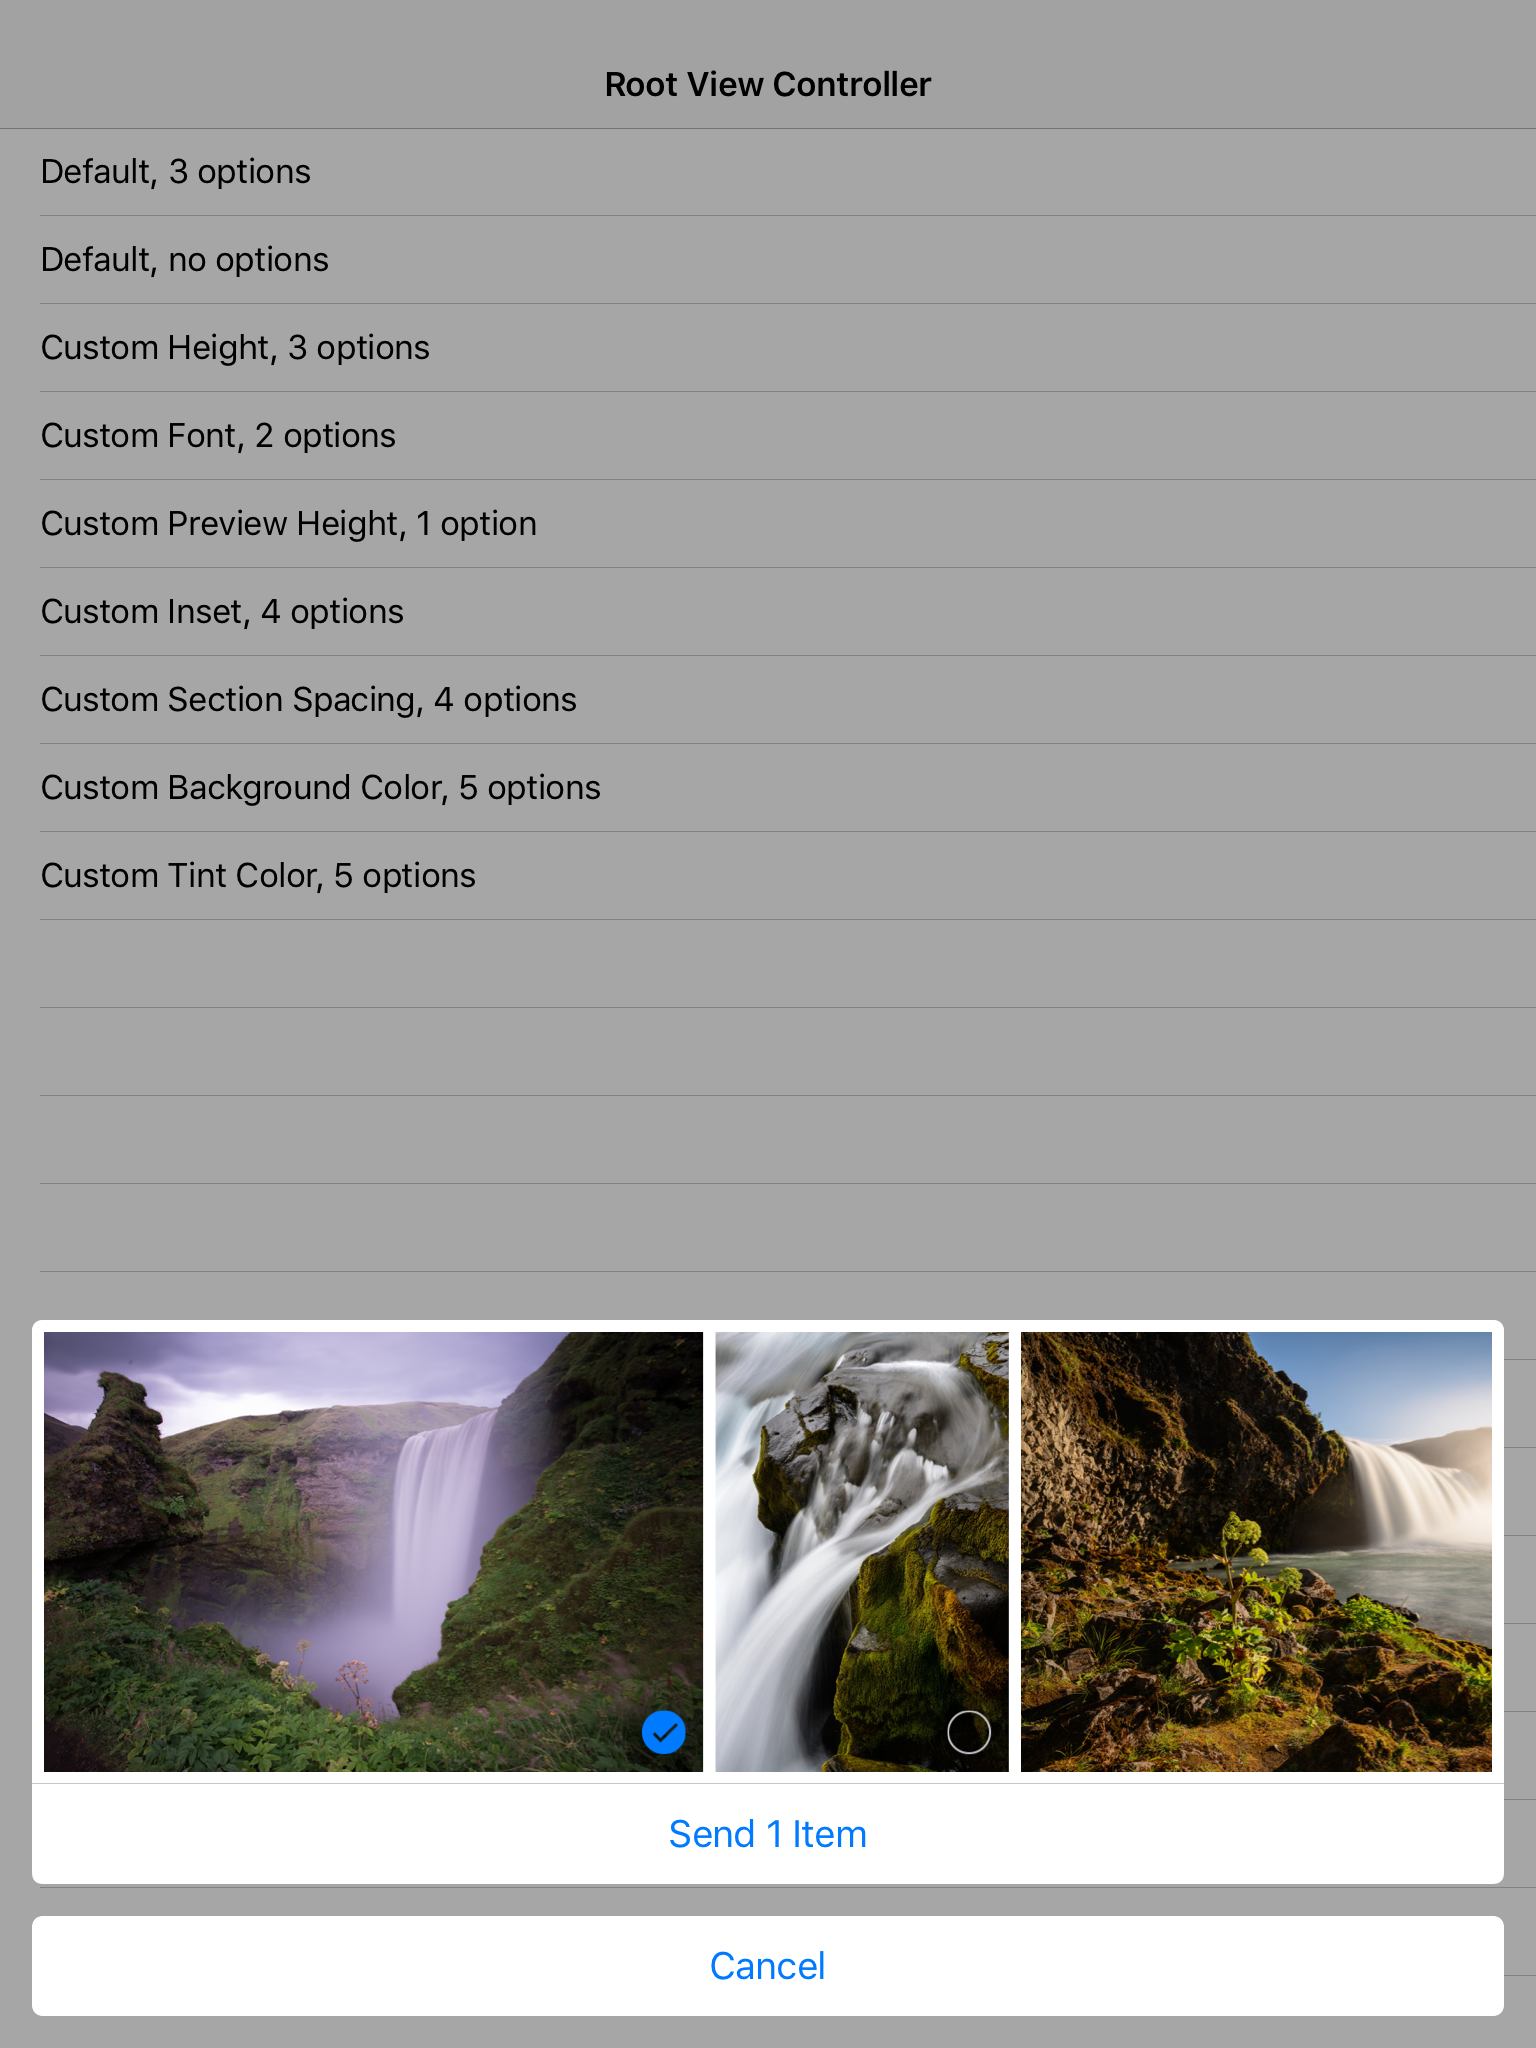 Root View Controller
Default, 3 options
Default, no options
Custom Height, 3 options
Custom Font, 2 options
Custom Preview Height, 1 option
Custom Inset, 4 options
Custom Section Spacing, 4 options
Custom Background Color, 5 options
Custom Tint Color, 5 options
Send 1 Item
Cancel